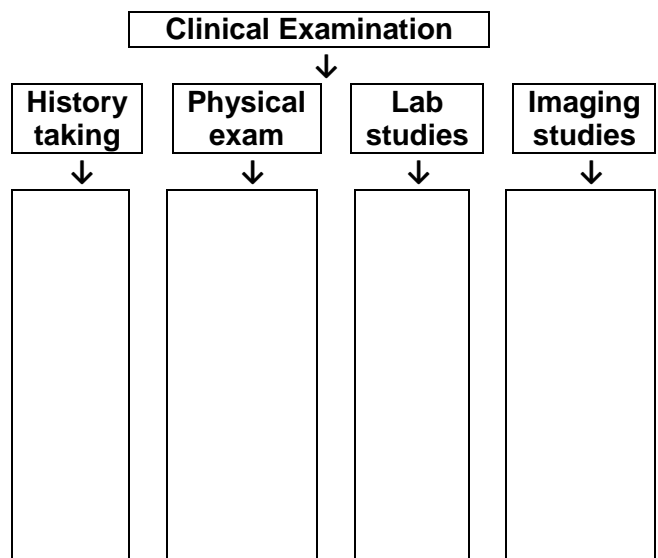 Clinical Examination
↓
History taking
Physical exam
Lab studies
Imaging studies
↓ ↓ ↓ ↓